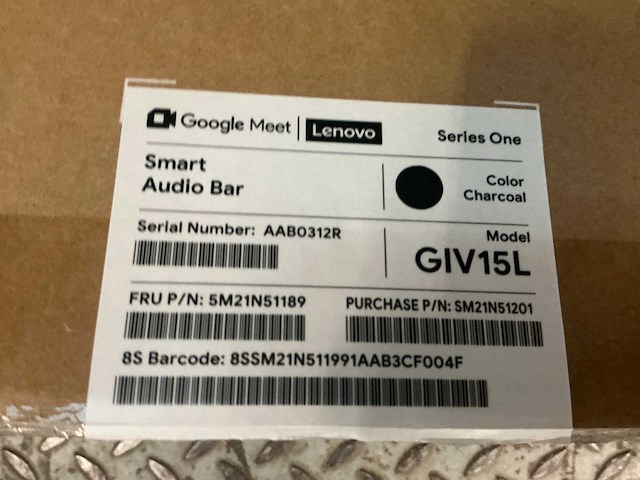 Google Meet | Lenovo
Series One
Smart
Audio Bar
Color
Charcoal
Serial Number: AAB0312R
Model
GIV15L
FRU P/N: 5M21N51189
PURCHASE P/N: SM21N51201
8S Barcode: 8SSM21N511991AAB3CF004F